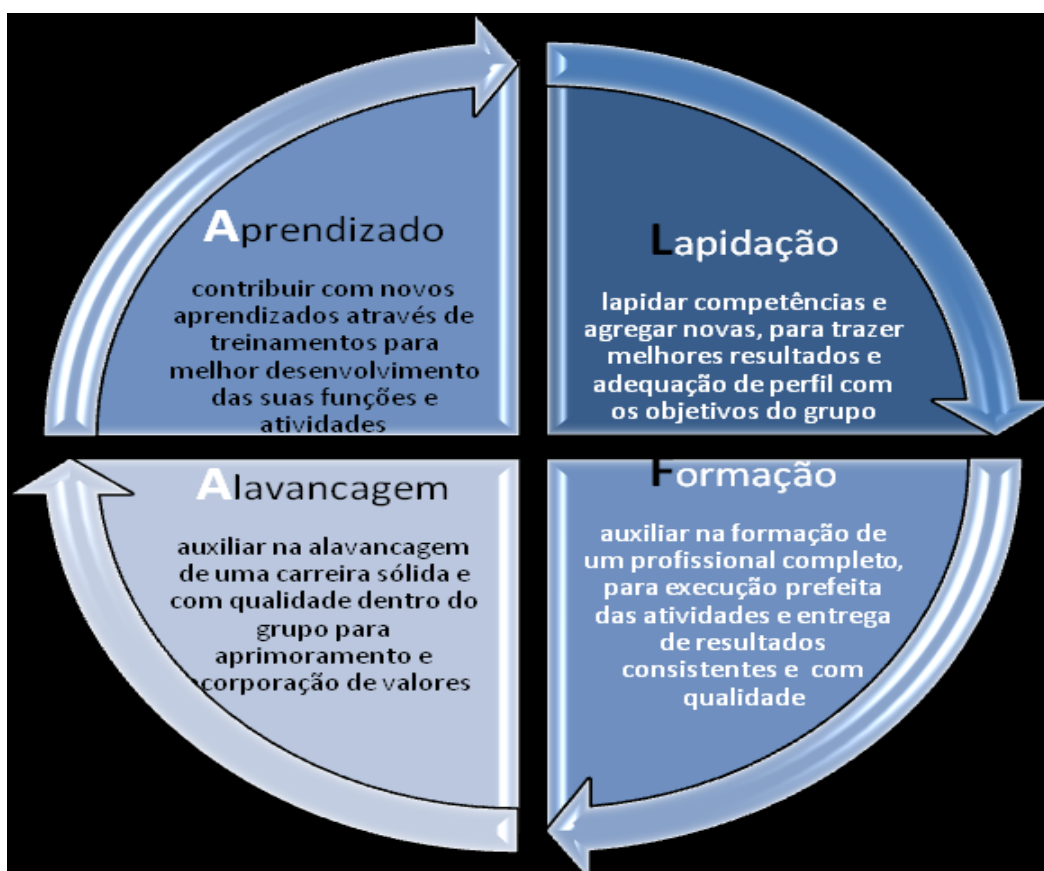 Aprendizado
contribuir com novos
aprendizados através de
treinamentos para
melhor desenvolvimento
das suas funções e
atividades
Lapidação
lapidar competências e
agregar novas, para trazer
melhores resultados e
adequação de perfil com
os objetivos do grupo
Alavancagem
auxiliar na alavancagem
de uma carreira sólida e
com qualidade dentro do
grupo para
aprimoramento e
ncorporação de valores
Formação
auxiliar na formação de
um profissional completo,
para execução prefeita
das atividades e entrega
de resultados
consistentes e com
qualidade